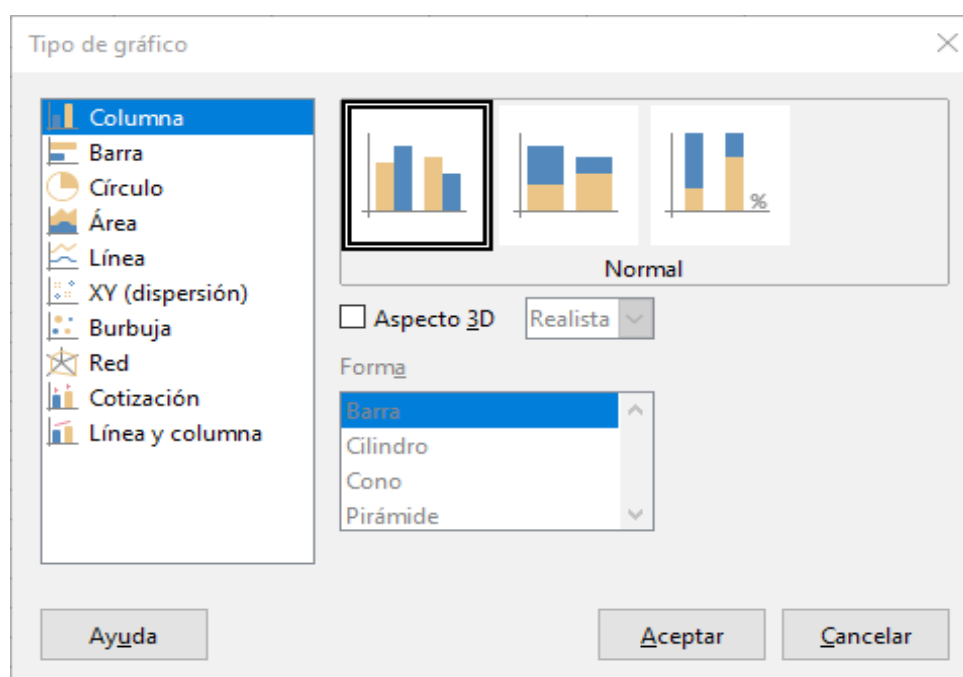 Tipo de gráfico
Columna
Barra
Círculo
Área
Línea
XY (dispersión)
Burbuja
Red
Cotización
Línea y columna
%
Normal
Aspecto 3D
Realista
Forma
Barra
Cilindro
Cono
Pirámide
Ayuda
Aceptar
Cancelar